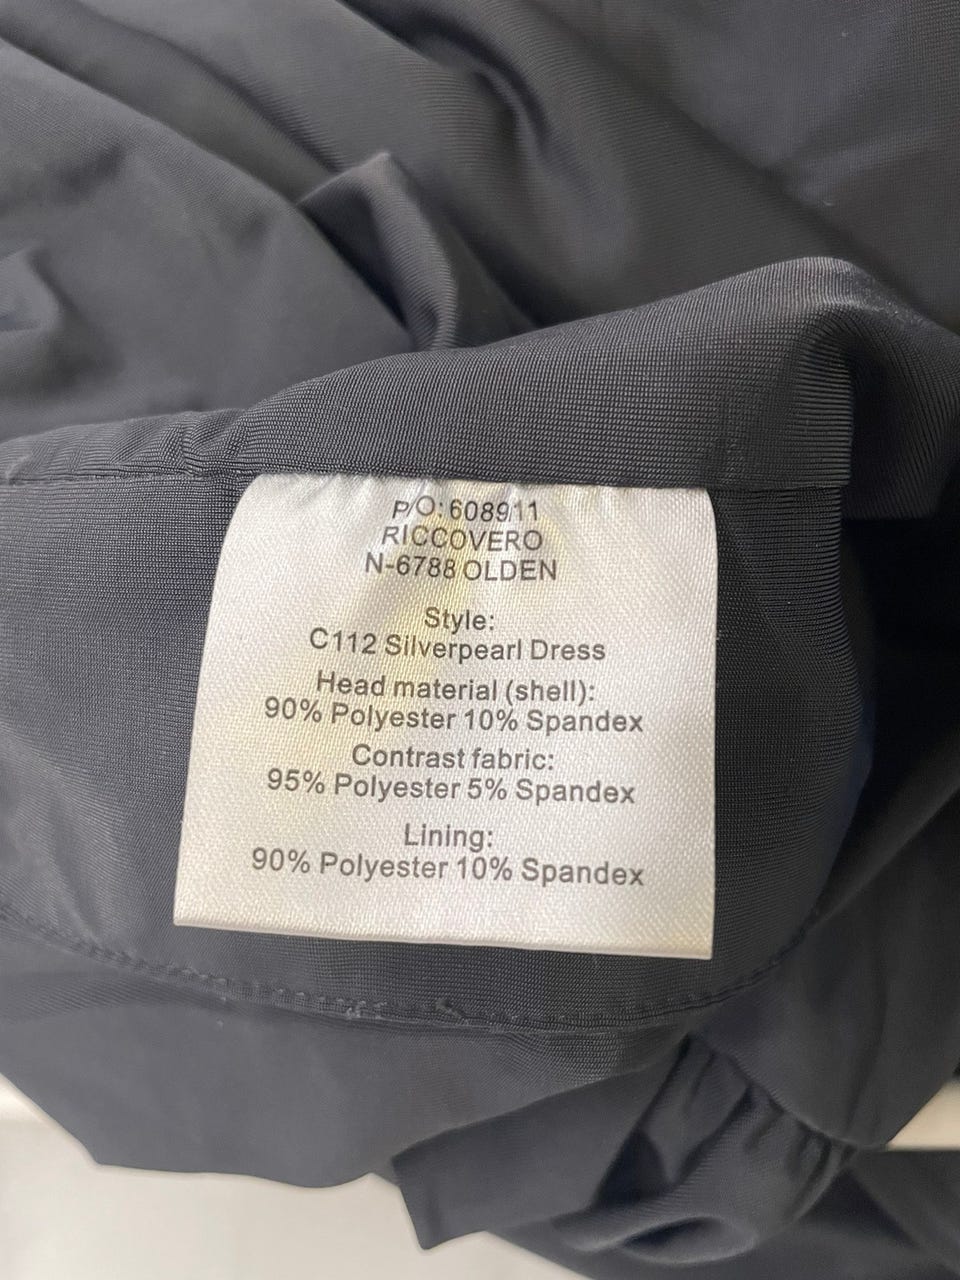 P/O: 608911
RICCOVERO
N-6788 OLDEN
Style:
C112 Silverpearl Dress
Head material (shell):
90% Polyester 10% Spandex
Contrast fabric:
95% Polyester 5% Spandex
Lining:
90% Polyester 10% Spandex